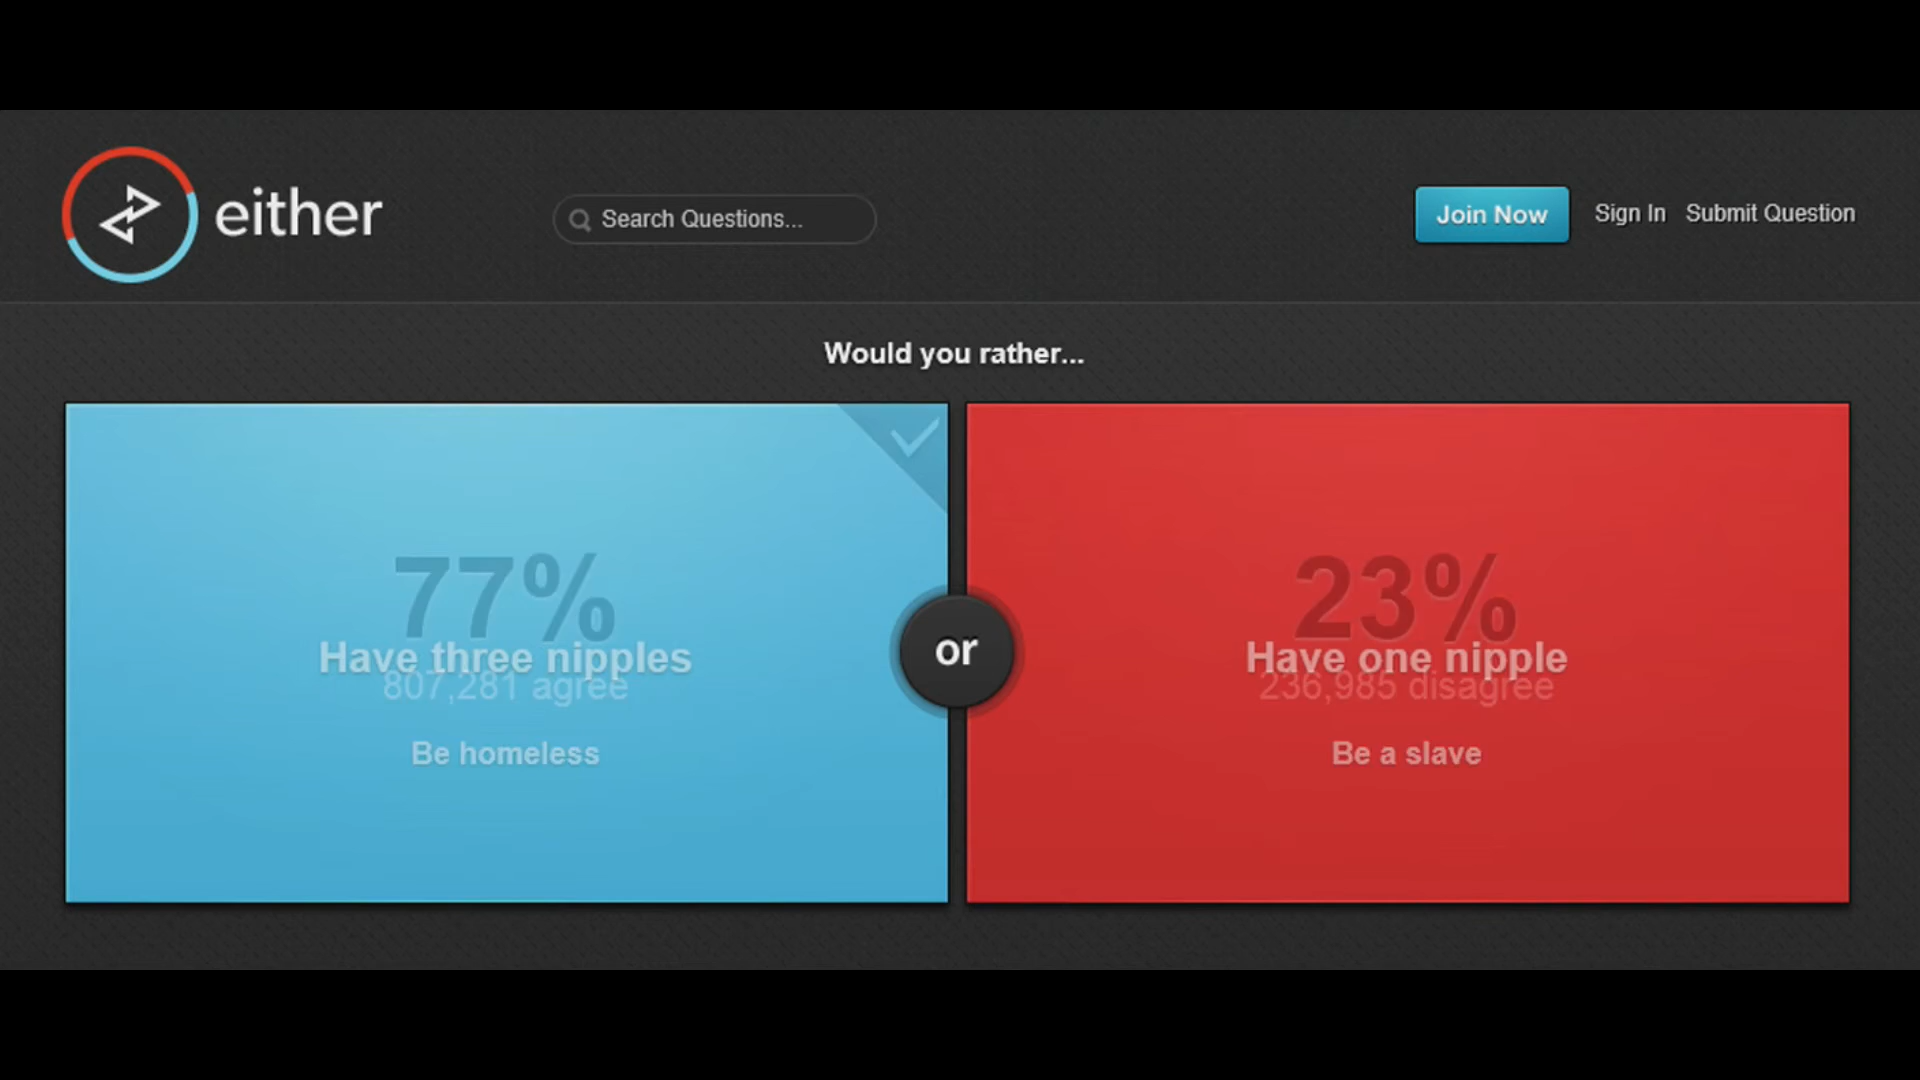 either
Search Questions...
Join Now
Sign In
Submit Question
Would you rather...
77%
Have three nipples
807,281 agree
Be homeless
or
23%
Have one nipple
236,985 disagree
Be a slave